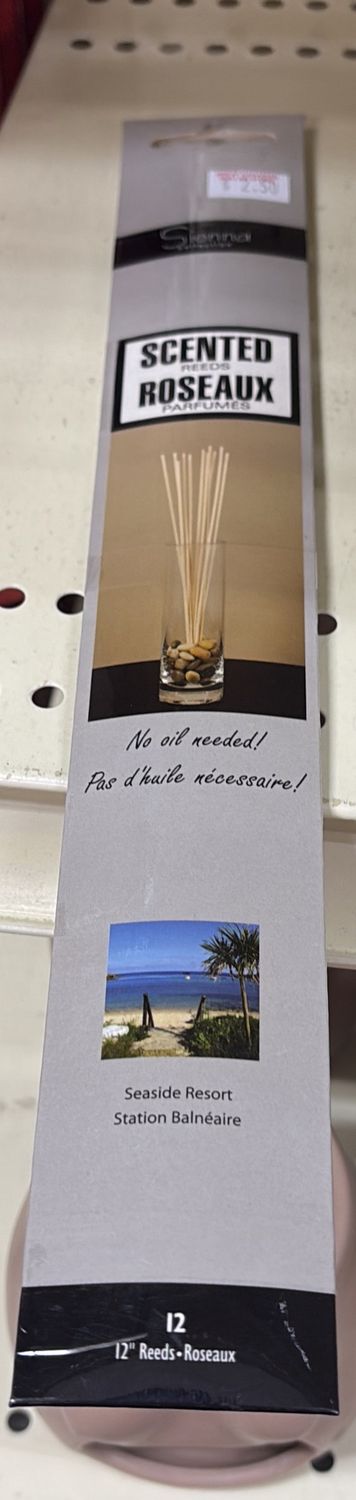 $ 2.50
Sienna
SCENTED
REEDS
ROSEAUX
PARFUMÉS
No oil needed!
Pas d'huile nécessaire!
Seaside Resort
Station Balnéaire
12
12" Reeds•Roseaux